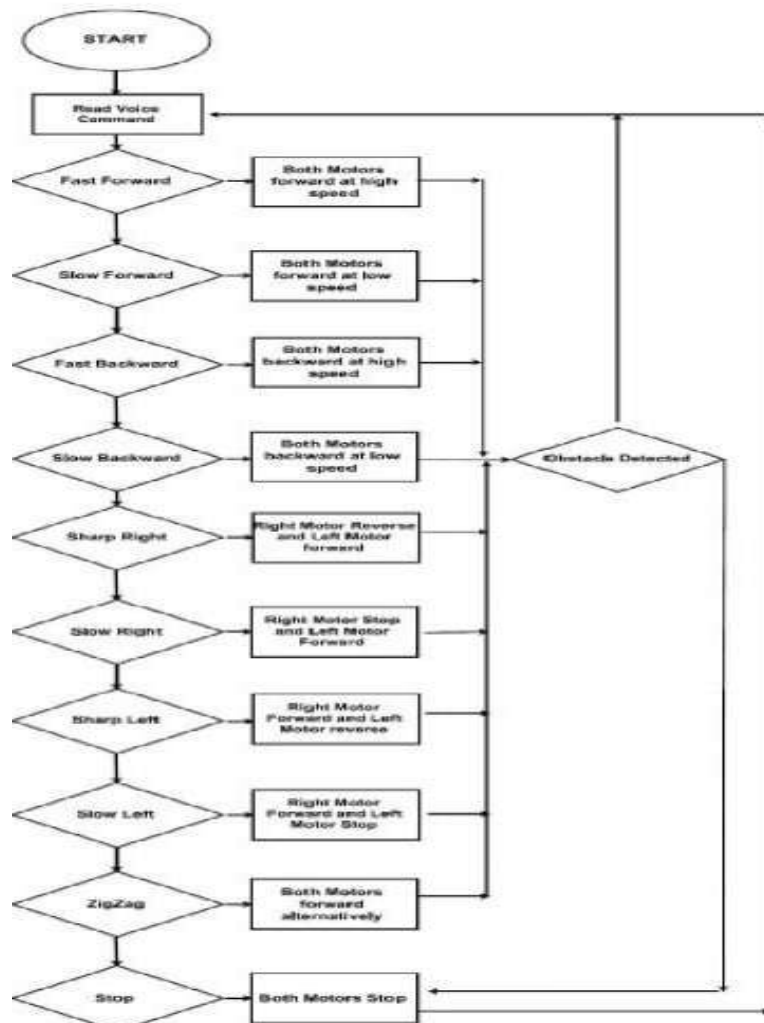 START
Read Voice
Command
Fast Forward
Both Motors
forward at high
speed
Slow Forward
Both Motors
forward at low
speed
Fast Backward
Both Motors
backward at high
speed
Slow Backward
Both Motors
backward at low
speed
Obstacle Detected
Sharp Right
Right Motor Reverse
and Left Motor
forward
Slow Right
Right Motor Stop
and Left Motor
Forward
Sharp Left
Right Motor
Forward and Left
Motor reverse
Slow Left
Right Motor
Forward and Left
Motor Stop
ZigZag
Both Motors
forward
alternatively
Stop
Both Motors Stop